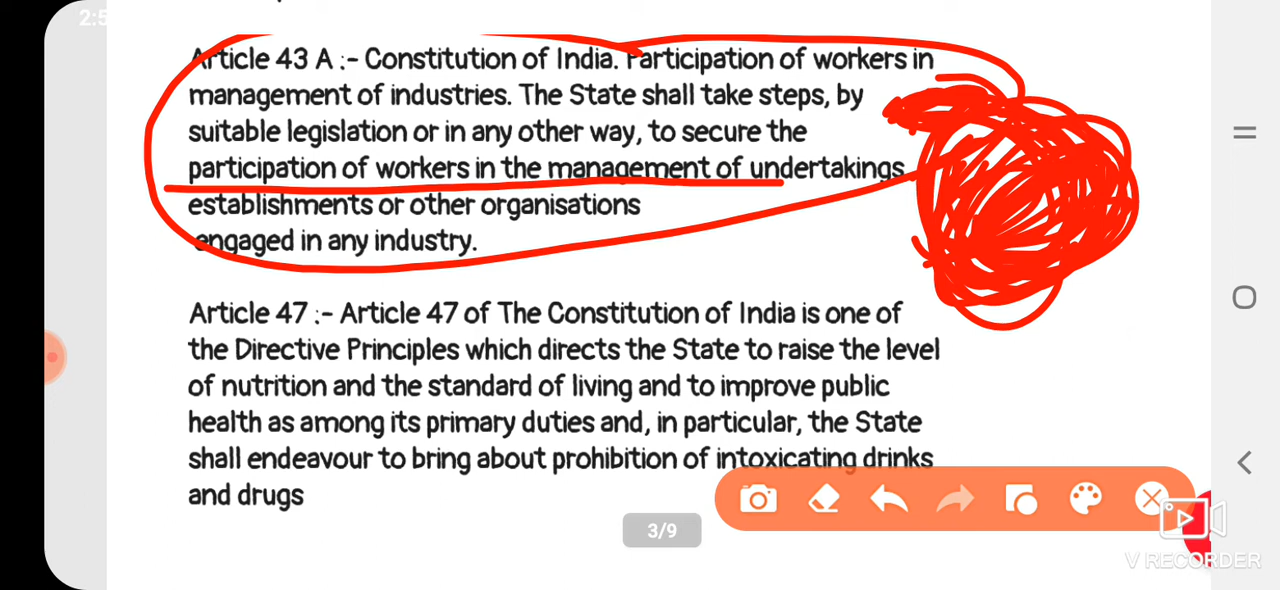 2:5
Article 43 A :- Constitution of India. Participation of workers in
management of industries. The State shall take steps, by
suitable legislation or in any other way, to secure the
participation of workers in the management of undertakings
establishments or other organisations
engaged in any industry.
Article 47 :- Article 47 of The Constitution of India is one of
the Directive Principles which directs the State to raise the level
of nutrition and the standard of living and to improve public
health as among its primary duties and, in particular, the State
shall endeavour to bring about prohibition of intoxicating drinks
and drugs
3/9
V RECORDER